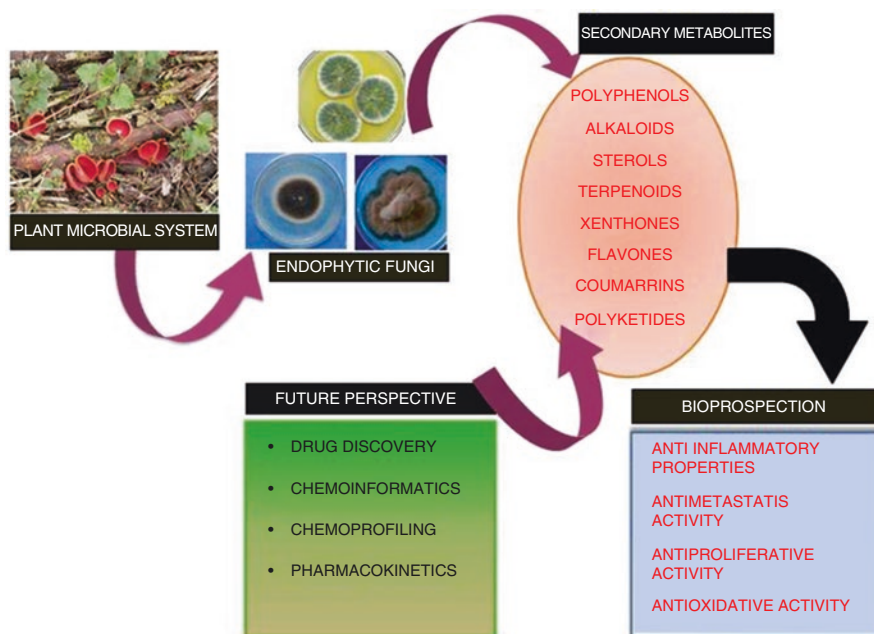 PLANT MICROBIAL SYSTEM
ENDOPHYTIC FUNGI
SECONDARY METABOLITES
POLYPHENOLS
ALKALOIDS
STEROLS
TERPENOIDS
XENTHONES
FLAVONES
COUMARRINS
POLYKETIDES
FUTURE PERSPECTIVE
• DRUG DISCOVERY
• CHEMOINFORMATICS
• CHEMOPROFILING
• PHARMACOKINETICS
BIOPROSPECTION
ANTI INFLAMMATORY
PROPERTIES
ANTIMETASTATIS
ACTIVITY
ANTIPROLIFERATIVE
ACTIVITY
ANTIOXIDATIVE ACTIVITY